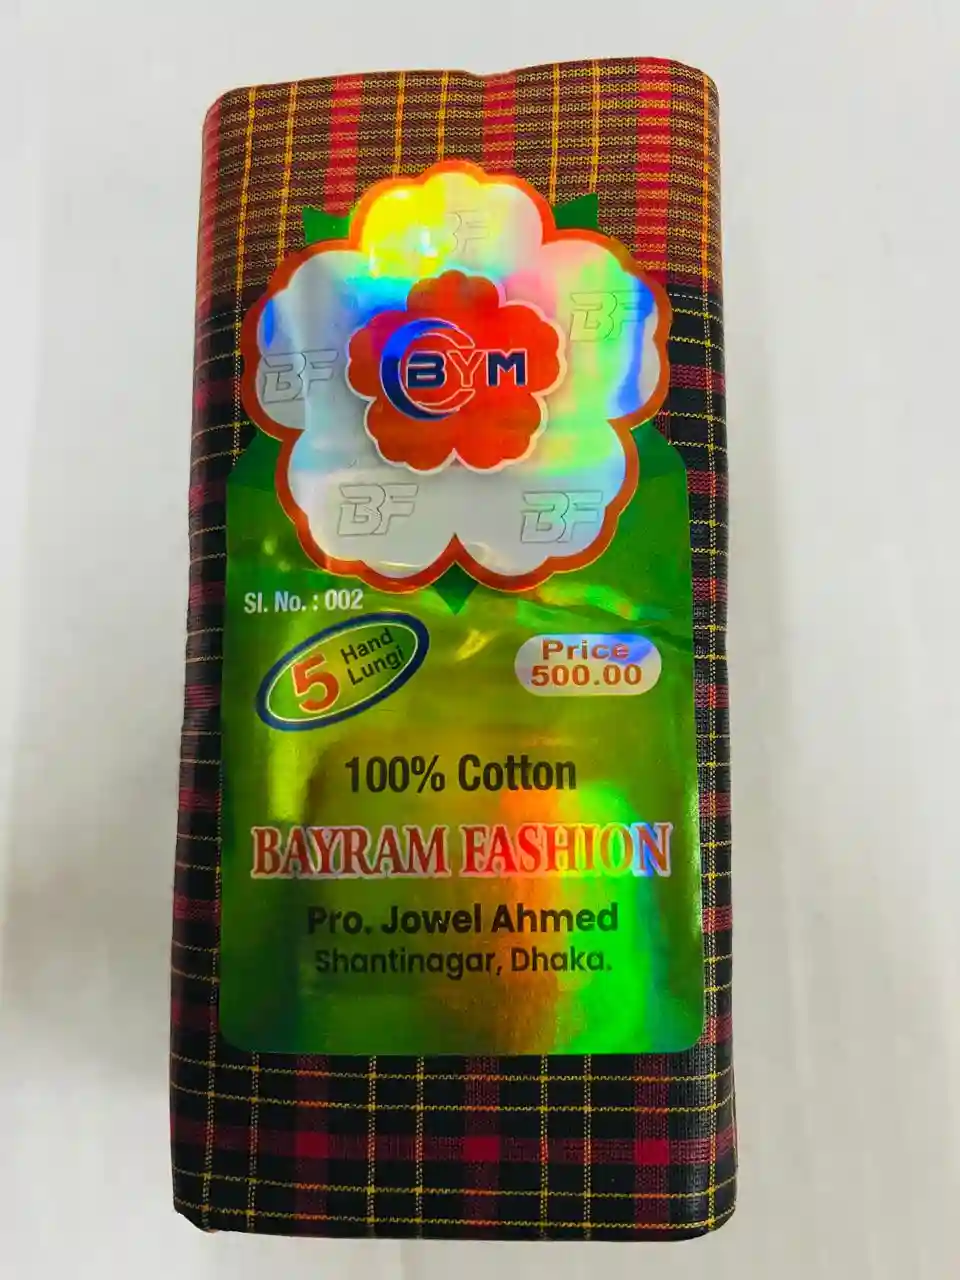 BF
BYM
BF
BF
BF
BF
Sl. No. : 002
5 Hand
Lungi
Price
500.00
100% Cotton
BAYRAM FASHION
Pro. Jowel Ahmed
Shantinagar, Dhaka.